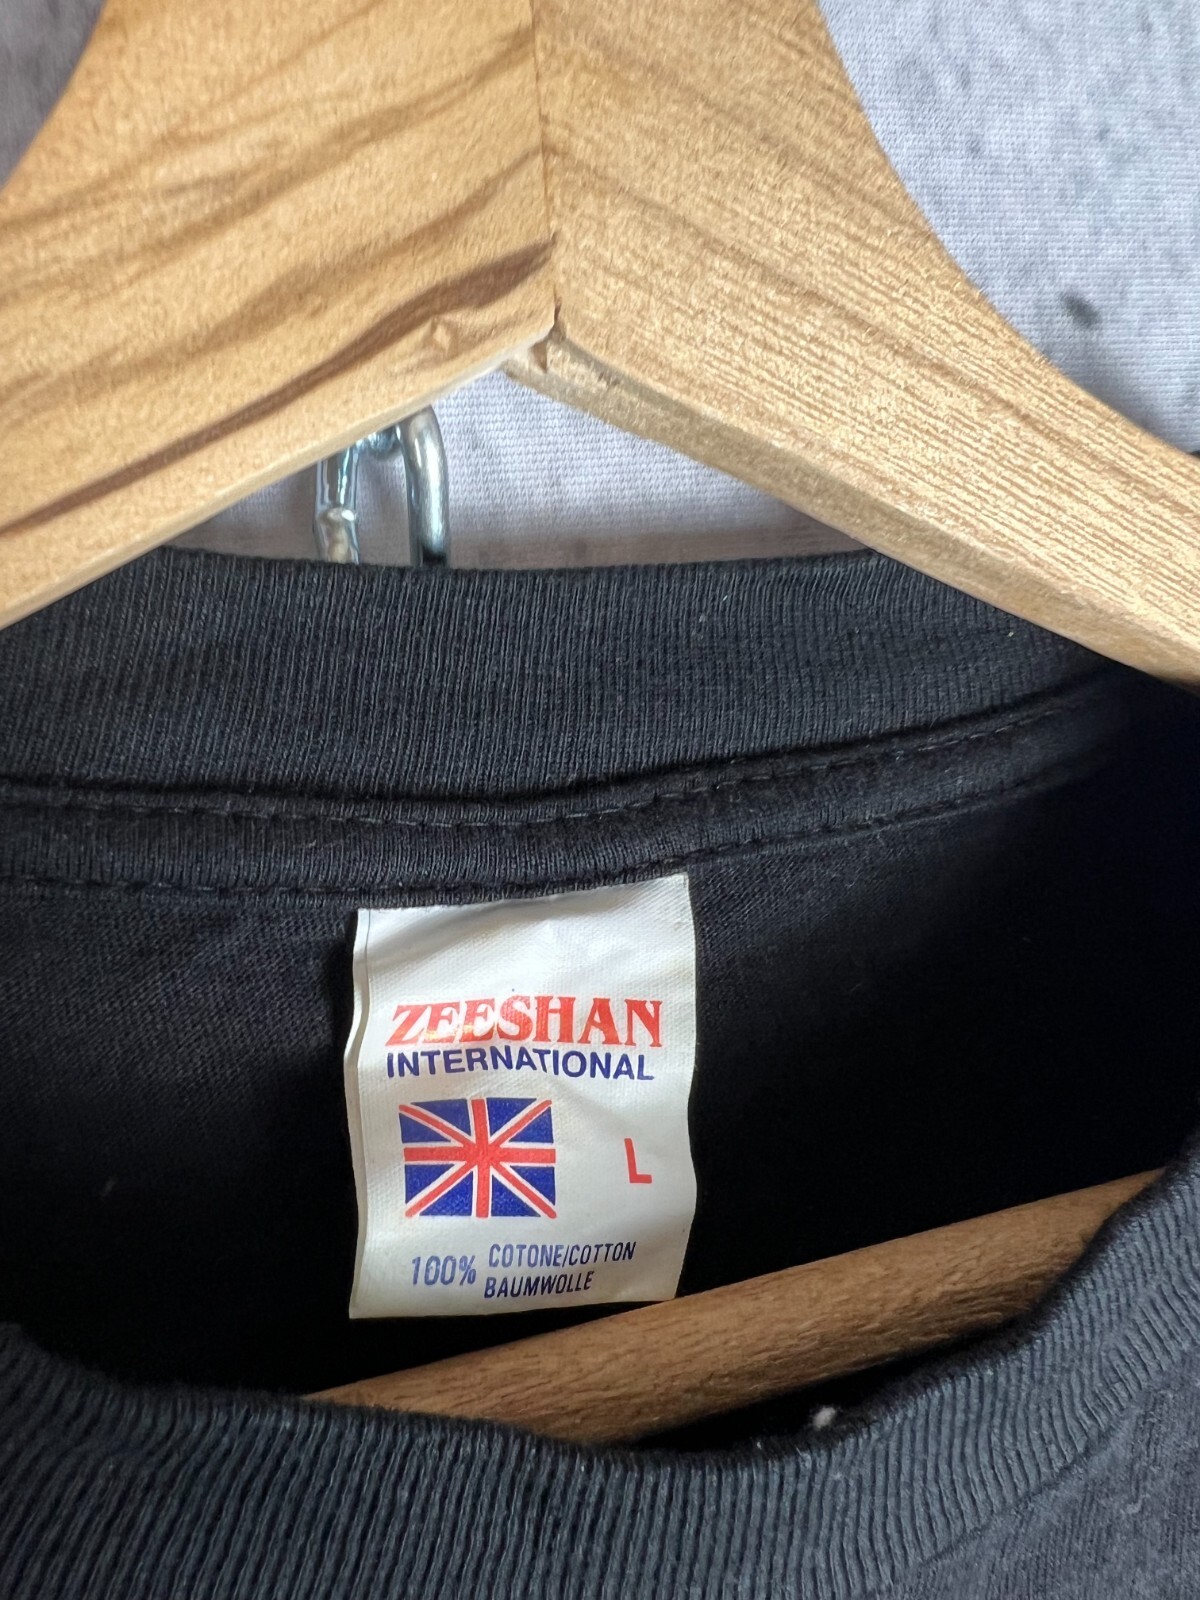 ZEESHAN
INTERNATIONAL
L
100% COTONE/COTTON
BAUMWOLLE